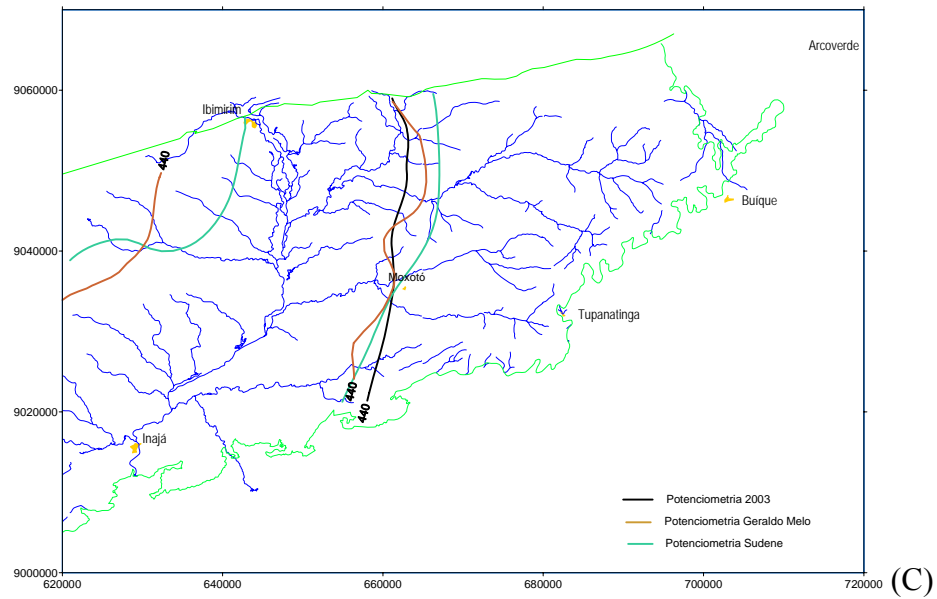 Arcoverde
9060000
Ibimirim
440
Buíque
9040000
Moxotó
Tupanatinga
9020000
440
440
Inajá
Potenciometria 2003
Potenciometria Geraldo Melo
Potenciometria Sudene
9000000
620000 640000 660000 680000 700000 720000
(C)